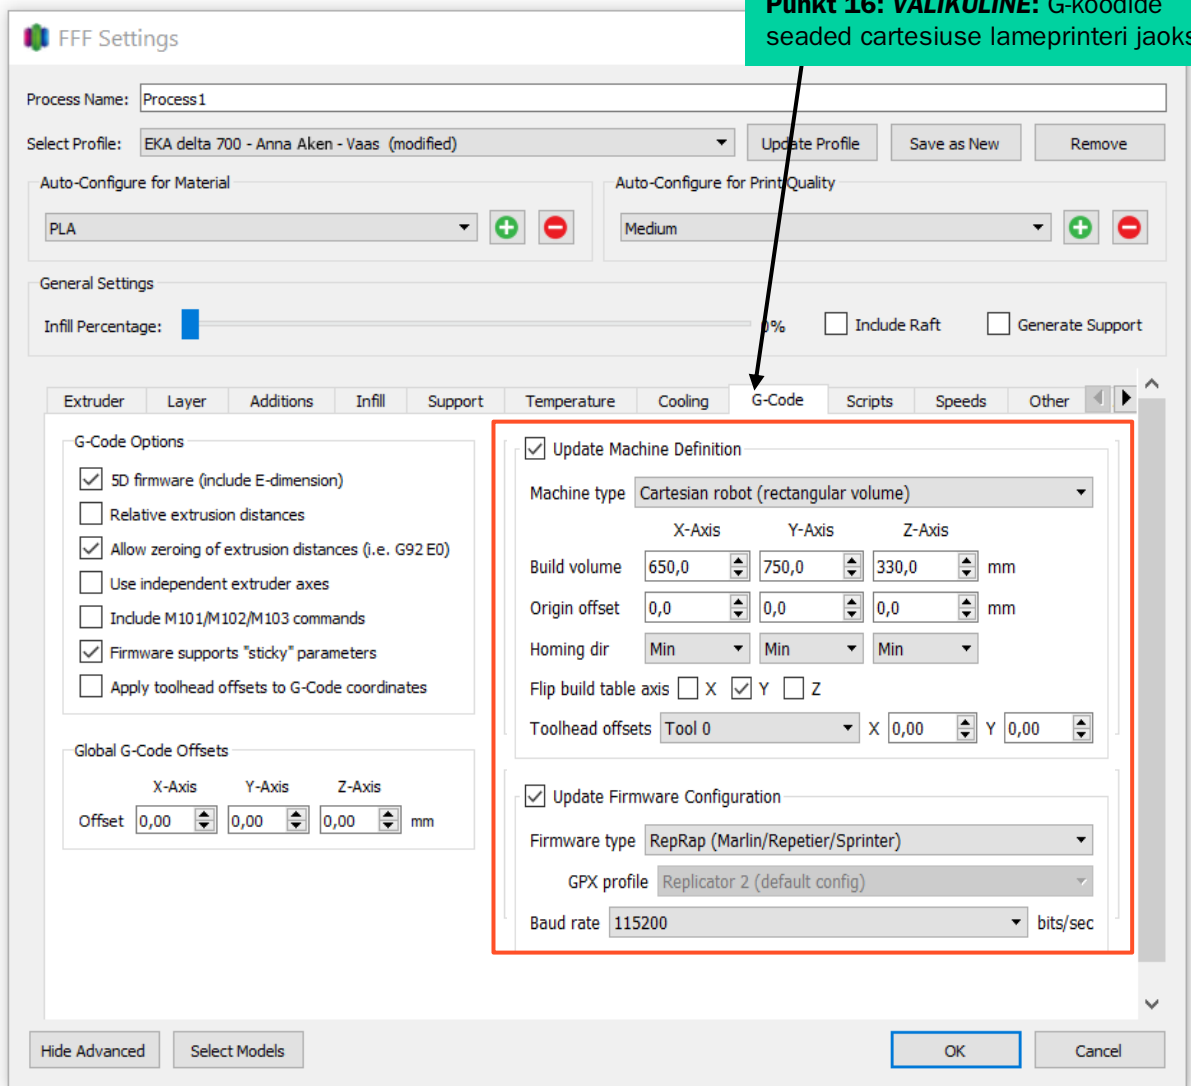 Punkt 16: VALIKULINE: G-koodide
seaded cartesiuse lameprinteri jaoks
FFF Settings
Process Name: Process1
Select Profile: EKA delta 700 - Anna Aken - Vaas (modified) Update Profile Save as New Remove
Auto-Configure for Material Auto-Configure for Print Quality
PLA Medium
General Settings
Infill Percentage: 0% Include Raft Generate Support
Extruder Layer Additions Infill Support Temperature Cooling G-Code Scripts Speeds Other
G-Code Options
5D firmware (include E-dimension)
Relative extrusion distances
Allow zeroing of extrusion distances (i.e. G92 E0)
Use independent extruder axes
Include M101/M102/M103 commands
Firmware supports "sticky" parameters
Apply toolhead offsets to G-Code coordinates
Global G-Code Offsets
X-Axis Y-Axis Z-Axis
Offset 0,00 0,00 0,00 mm
Update Machine Definition
Machine type Cartesian robot (rectangular volume)
X-Axis Y-Axis Z-Axis
Build volume 650,0 750,0 330,0 mm
Origin offset 0,0 0,0 0,0 mm
Homing dir Min Min Min
Flip build table axis X Y Z
Toolhead offsets Tool 0 X 0,00 Y 0,00
Update Firmware Configuration
Firmware type RepRap (Marlin/Repetier/Sprinter)
GPX profile Replicator 2 (default config)
Baud rate 115200 bits/sec
Hide Advanced Select Models OK Cancel